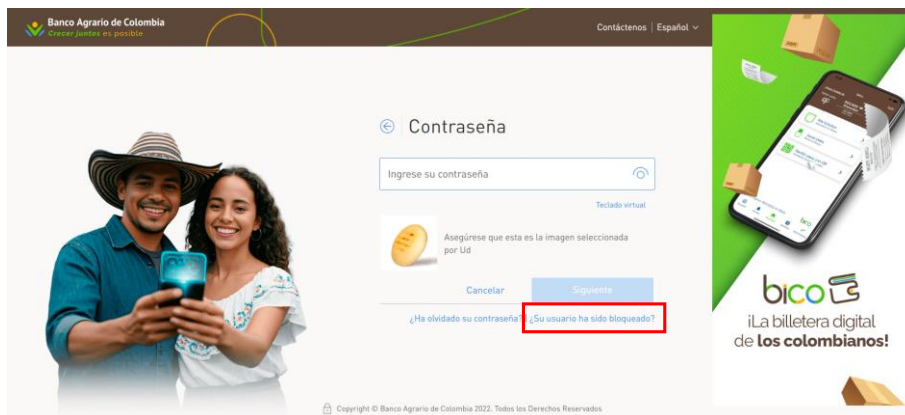 Banco Agrario de Colombia
Crecer juntos es posible
Contáctenos | Español
Contraseña
Ingrese su contraseña
Teclado virtual
Asegúrese que esta es la imagen seleccionada
por Ud
Cancelar
Siguiente
¿Ha olvidado su contraseña? | ¿Su usuario ha sido bloqueado?
Copyright © Banco Agrario de Colombia 2022. Todos los Derechos Reservados
bico
bico
¡La billetera digital
de los colombianos!